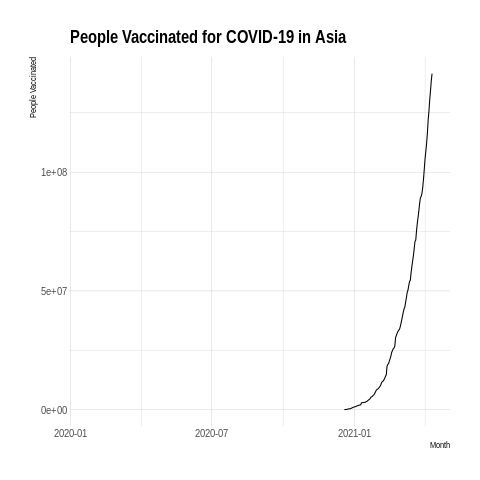 People Vaccinated for COVID-19 in Asia
People Vaccinated
1e+08
5e+07
0e+00
2020-01 2020-07 2021-01
Month